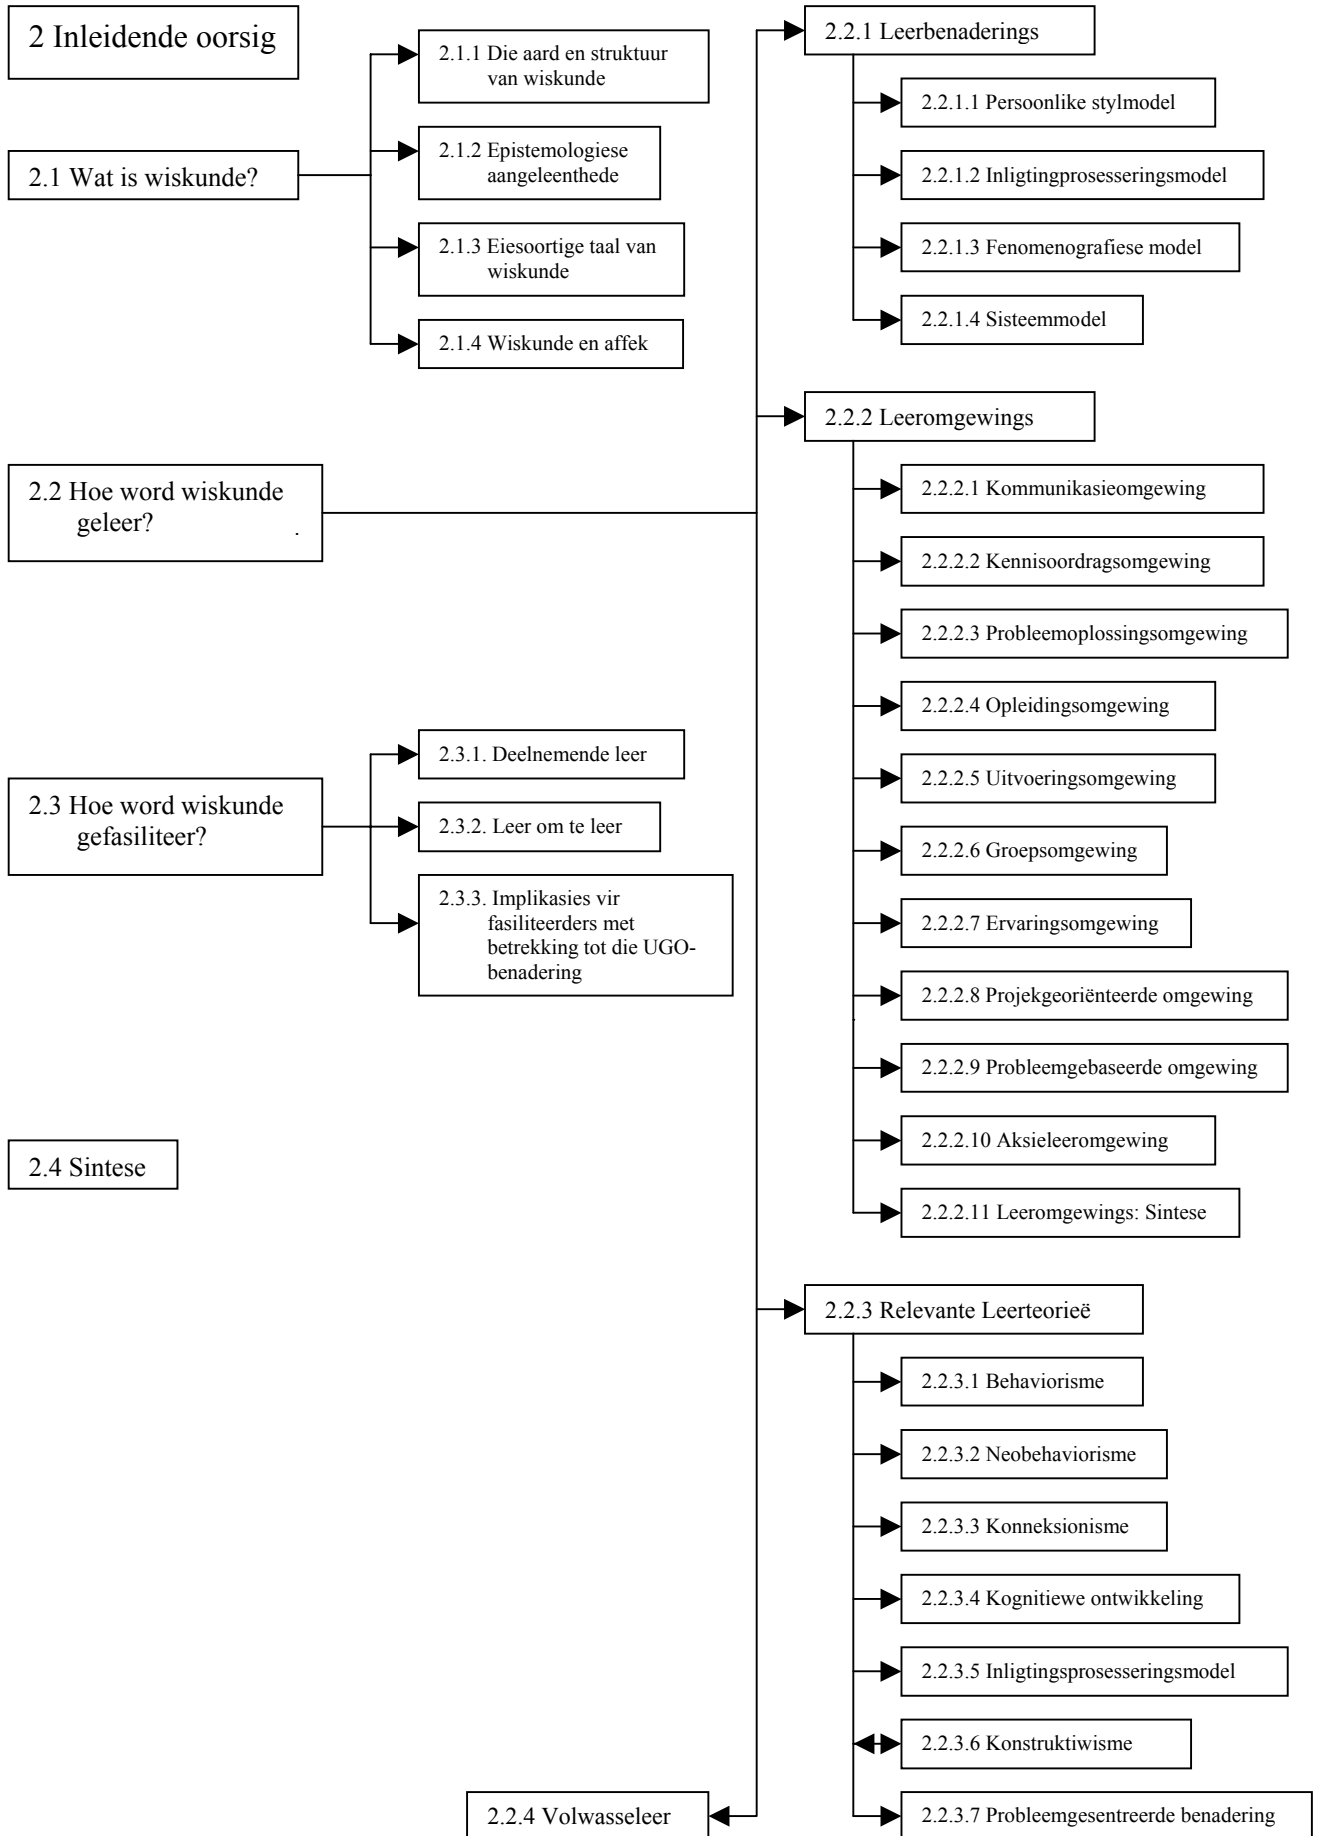 2 Inleidende oorsig
2.1 Wat is wiskunde?
2.1.1 Die aard en struktuur
van wiskunde
2.1.2 Epistemologiese
aangeleenthede
2.1.3 Eiesoortige taal van
wiskunde
2.1.4 Wiskunde en affek
2.2 Hoe word wiskunde
geleer?
.
2.2.1 Leerbenaderings
2.2.1.1 Persoonlike stylmodel
2.2.1.2 Inligtingprosesseringsmodel
2.2.1.3 Fenomenografiese model
2.2.1.4 Sisteemmodel
2.2.2 Leeromgewings
2.2.2.1 Kommunikasieomgewing
2.2.2.2 Kennisoordragsomgewing
2.2.2.3 Probleemoplossingsomgewing
2.2.2.4 Opleidingsomgewing
2.2.2.5 Uitvoeringsomgewing
2.2.2.6 Groepsomgewing
2.2.2.7 Ervaringsomgewing
2.2.2.8 Projekgeoriënteerde omgewing
2.2.2.9 Probleemgebaseerde omgewing
2.2.2.10 Aksieleeromgewing
2.2.2.11 Leeromgewings: Sintese
2.2.3 Relevante Leerteorieë
2.2.3.1 Behaviorisme
2.2.3.2 Neobehaviorisme
2.2.3.3 Konneksionisme
2.2.3.4 Kognitiewe ontwikkeling
2.2.3.5 Inligtingsprosesseringsmodel
2.2.3.6 Konstruktiwisme
2.2.3.7 Probleemgesentreerde benadering
2.2.4 Volwasseleer
2.3 Hoe word wiskunde
gefasiliteer?
2.3.1. Deelnemende leer
2.3.2. Leer om te leer
2.3.3. Implikasies vir
fasiliteerders met
betrekking tot die UGO-
benadering
2.4 Sintese